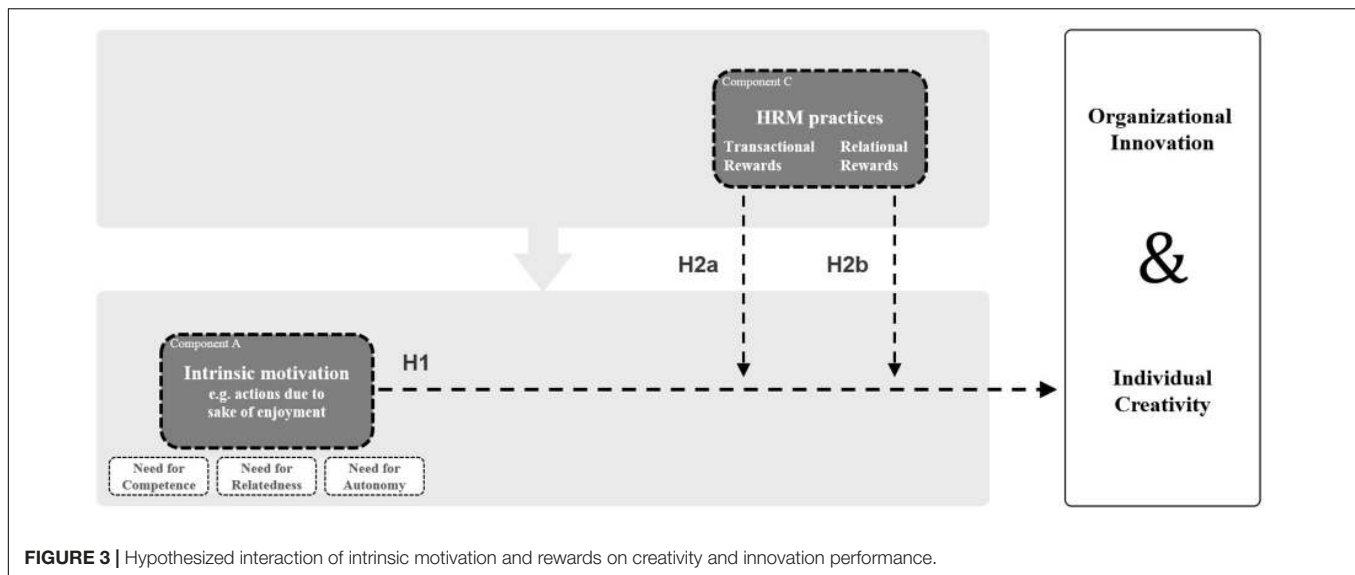 Component C
HRM practices
Transactional Rewards
Relational Rewards
H2a
H2b
Component A
Intrinsic motivation
e.g. actions due to
sake of enjoyment
H1
Need for
Competence
Need for
Relatedness
Need for
Autonomy
Organizational
Innovation
&
Individual
Creativity
FIGURE 3 | Hypothesized interaction of intrinsic motivation and rewards on creativity and innovation performance.